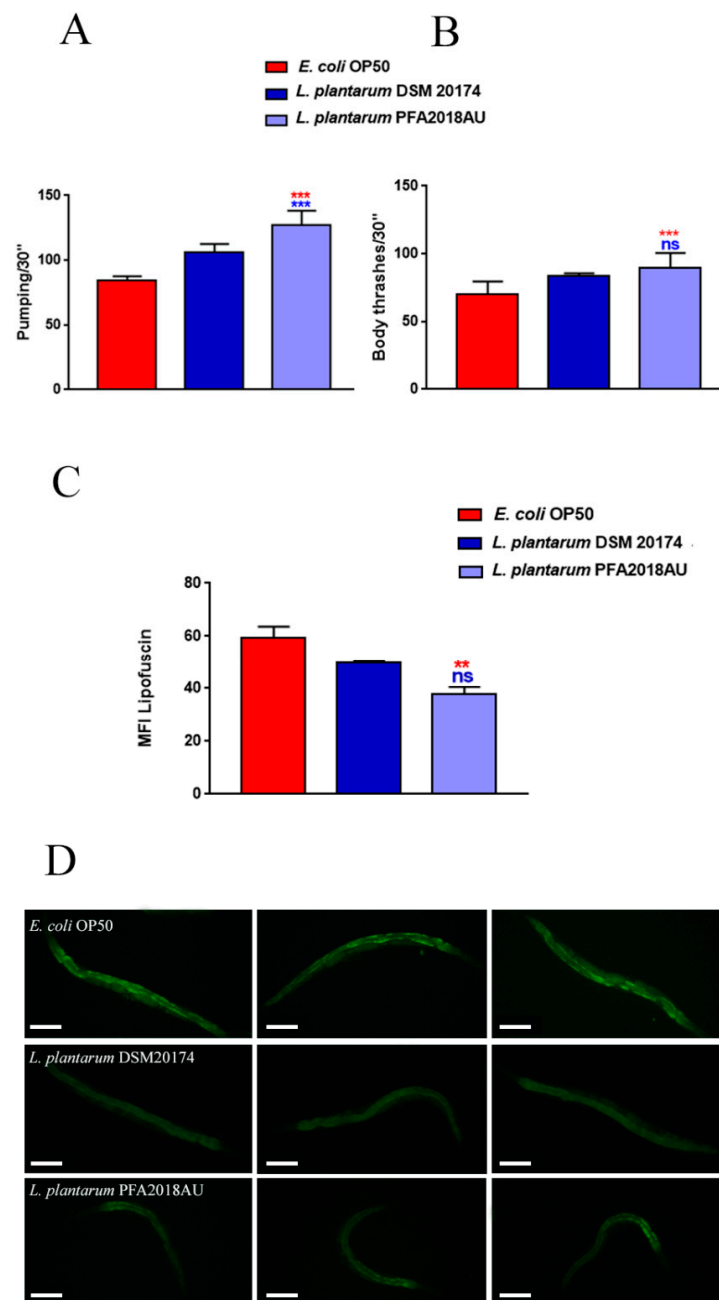 A
B
E. coli OP50
L. plantarum DSM 20174
L. plantarum PFA2018AU
150
100
50
0
Pumping/30"
***
***
150
100
50
0
Body thrashes/30"
***
ns
C
E. coli OP50
L. plantarum DSM 20174
L. plantarum PFA2018AU
80
60
40
20
0
MFI Lipofuscin
**
ns
D
E. coli OP50
L. plantarum DSM20174
L. plantarum PFA2018AU